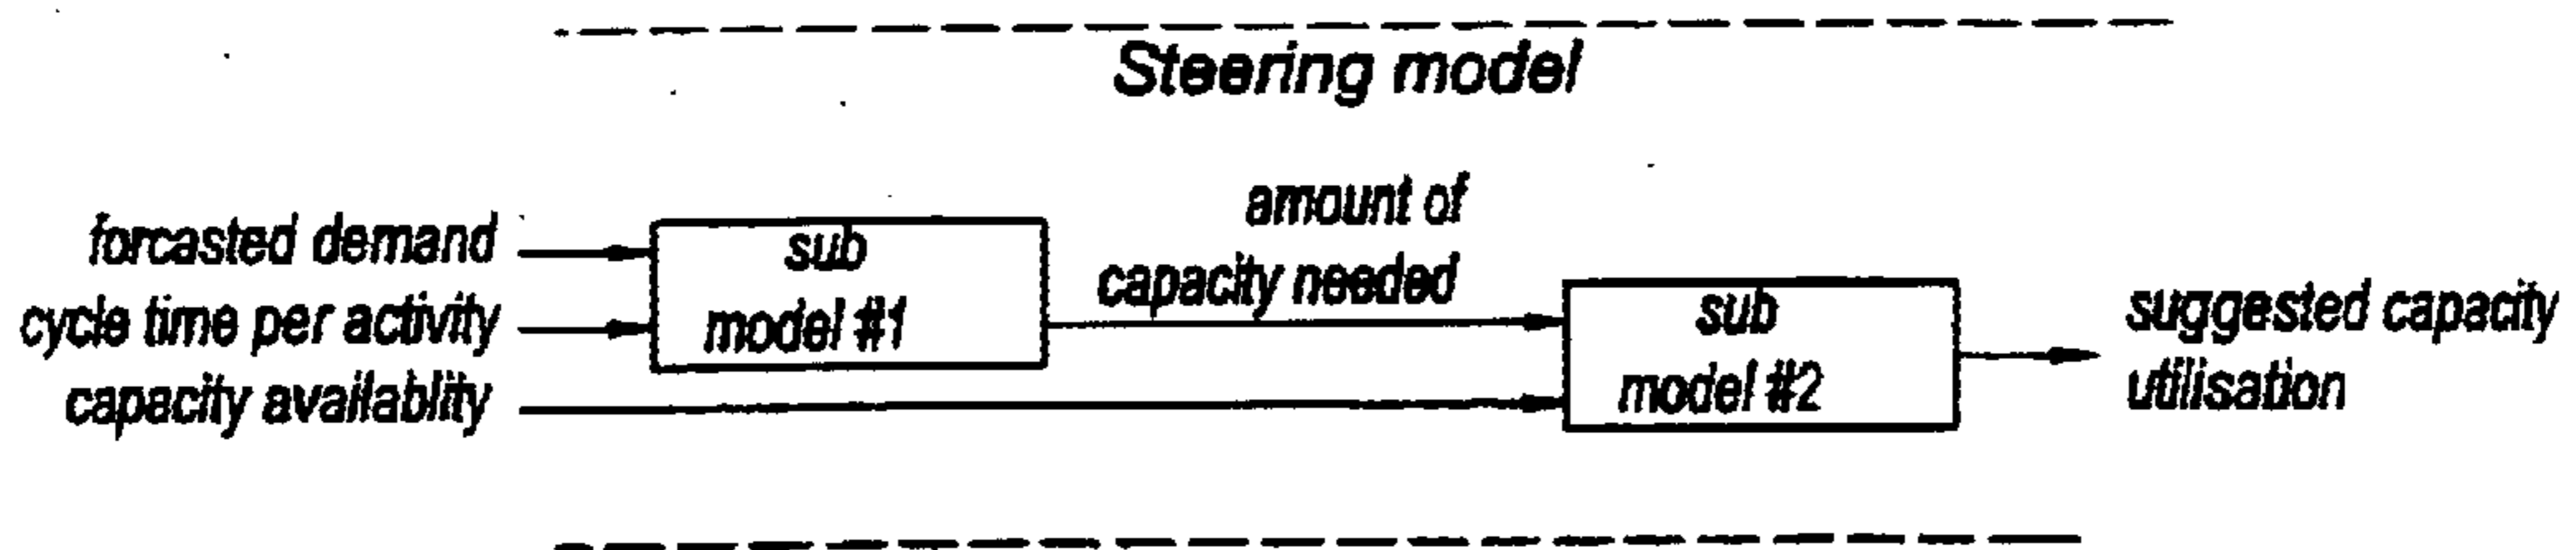 Steering model
forcasted demand
cycle time per activity
capacity availablity
sub
model #1
amount of
capacity needed
sub
model #2
suggested capacity
utilisation